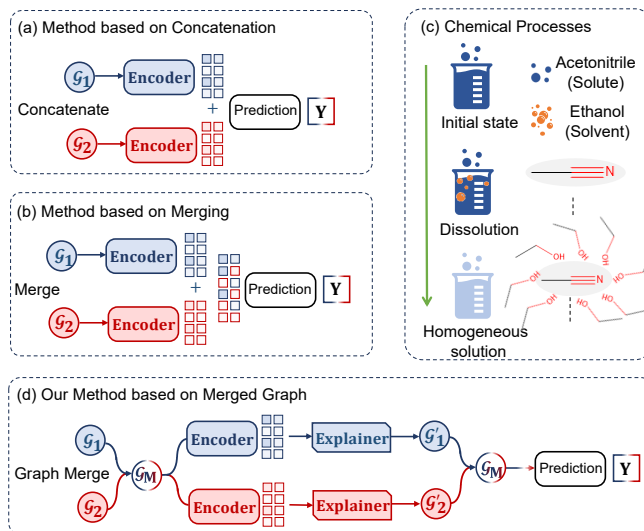 (a) Method based on Concatenation
𝒢1
Encoder
Concatenate
+
Prediction
[Y]
𝒢2
Encoder
(b) Method based on Merging
𝒢1
Encoder
Merge
+
Prediction
[Y]
𝒢2
Encoder
(c) Chemical Processes
Acetonitrile
(Solute)
Initial state
Ethanol
(Solvent)
N
Dissolution
OH
OH
OH
OH
N
OH
HO
HO
HO
Homogeneous
solution
(d) Our Method based on Merged Graph
𝒢1
Encoder
Explainer
𝒢'1
Graph Merge
𝒢M
𝒢M
Prediction
[Y]
𝒢2
Encoder
Explainer
𝒢'2